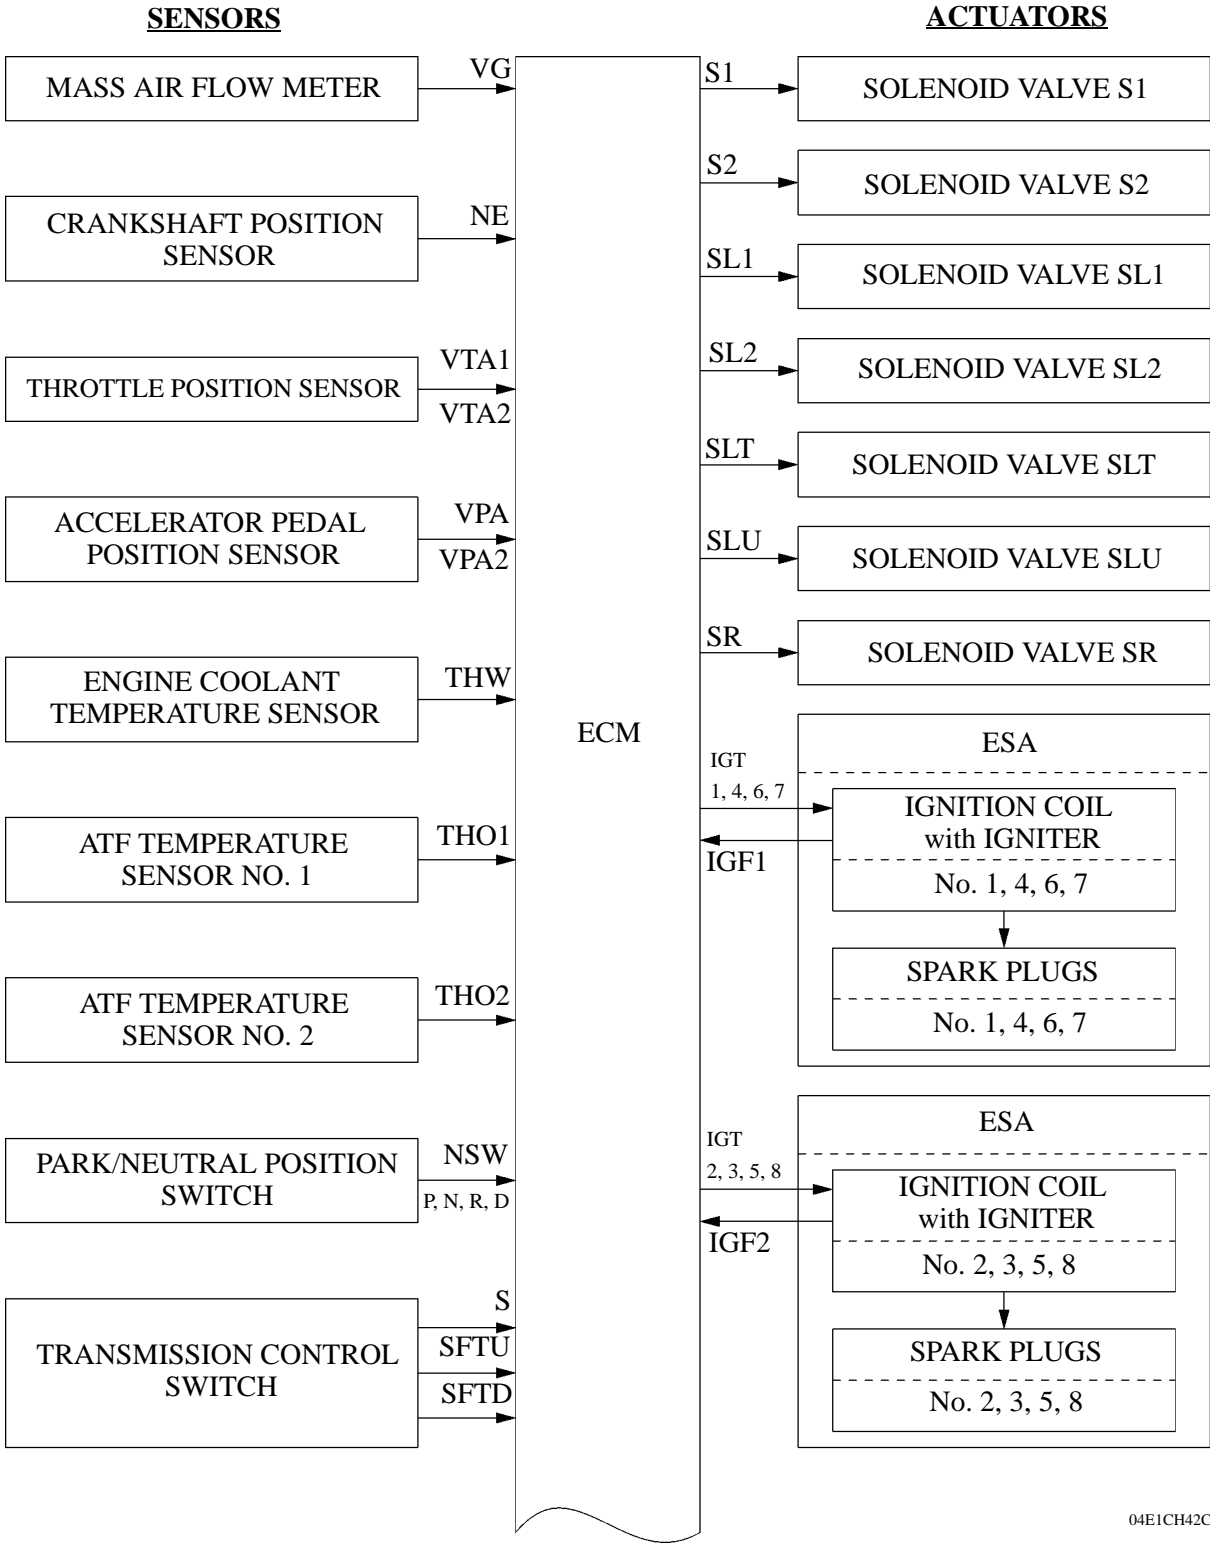 SENSORS
ACTUATORS
MASS AIR FLOW METER
VG
CRANKSHAFT POSITION
SENSOR
NE
THROTTLE POSITION SENSOR
VTA1
VTA2
ACCELERATOR PEDAL
POSITION SENSOR
VPA
VPA2
ENGINE COOLANT
TEMPERATURE SENSOR
THW
ATF TEMPERATURE
SENSOR NO. 1
THO1
ATF TEMPERATURE
SENSOR NO. 2
THO2
PARK/NEUTRAL POSITION
SWITCH
NSW
P, N, R, D
TRANSMISSION CONTROL
SWITCH
S
SFTU
SFTD
ECM
S1
SOLENOID VALVE S1
S2
SOLENOID VALVE S2
SL1
SOLENOID VALVE SL1
SL2
SOLENOID VALVE SL2
SLT
SOLENOID VALVE SLT
SLU
SOLENOID VALVE SLU
SR
SOLENOID VALVE SR
ESA
IGT
1, 4, 6, 7
IGF1
IGNITION COIL
with IGNITER
No. 1, 4, 6, 7
SPARK PLUGS
No. 1, 4, 6, 7
ESA
IGT
2, 3, 5, 8
IGF2
IGNITION COIL
with IGNITER
No. 2, 3, 5, 8
SPARK PLUGS
No. 2, 3, 5, 8
04E1CH42C